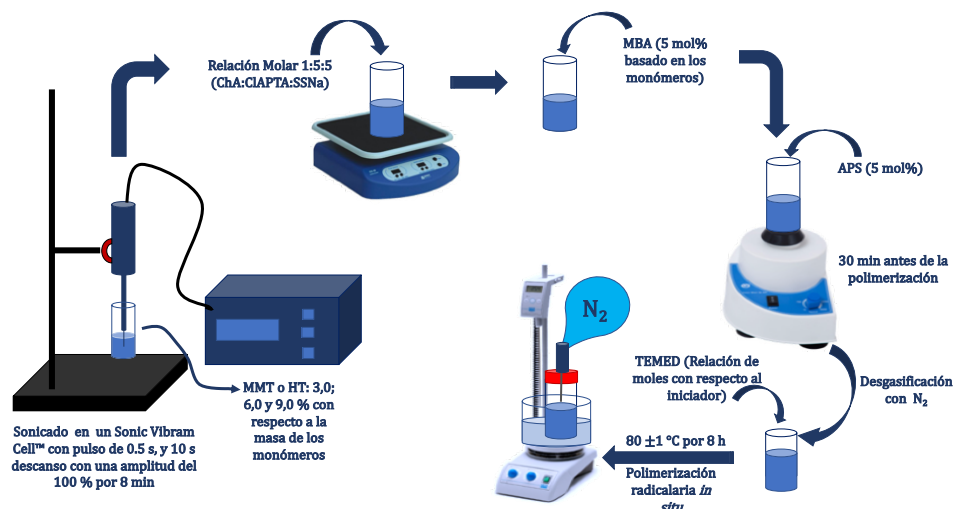 Relación Molar 1:5:5
(ChA:ClAPTA:SSNa)
MBA (5 mol%
basado en los
monómeros)
APS (5 mol%)
30 min antes de la
polimerización
N2
TEMED (Relación de
moles con respecto al
iniciador)
Desgasificación
con N2
MMT o HT: 3,0;
6,0 y 9,0 % con
respecto a la
masa de los
monómeros
Sonicado en un Sonic Vibram
Cell™ con pulso de 0.5 s, y 10 s
descanso con una amplitud del
100 % por 8 min
80 ±1 °C por 8 h
Polimerización
radicalaria in
situ